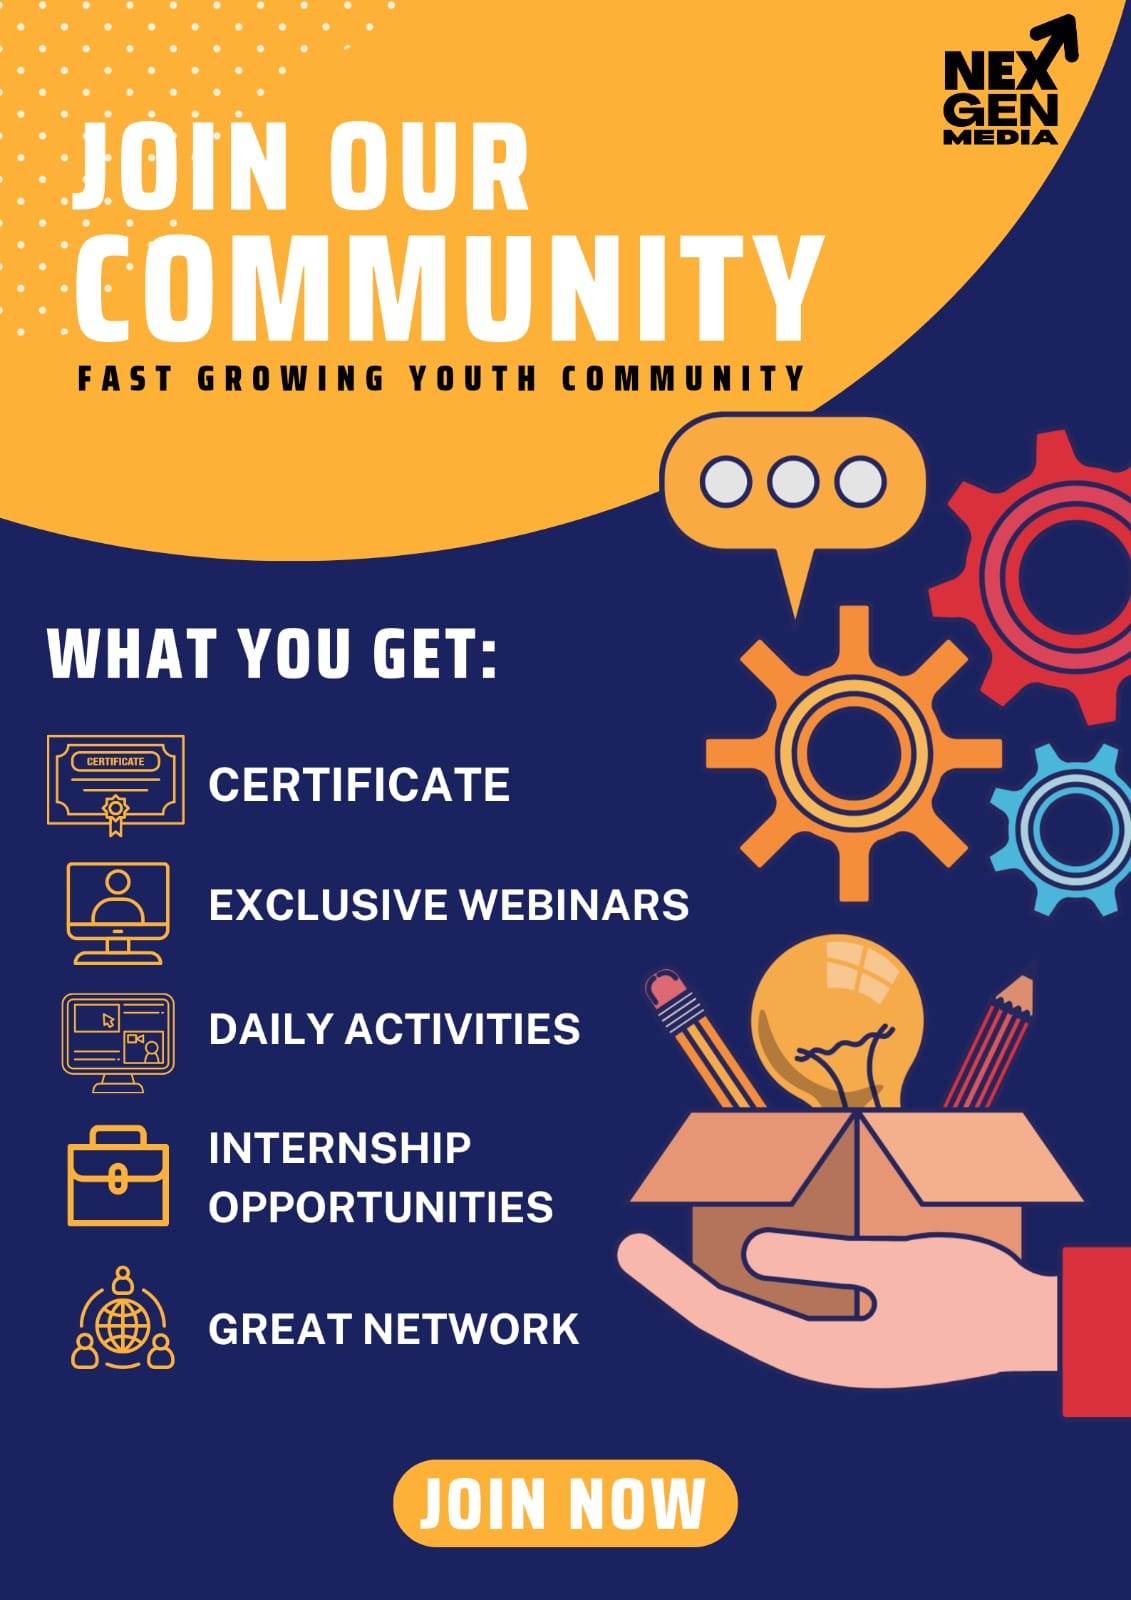 NEX
GEN
MEDIA
JOIN OUR
COMMUNITY
FAST GROWING YOUTH COMMUNITY
WHAT YOU GET:
CERTIFICATE
CERTIFICATE
EXCLUSIVE WEBINARS
DAILY ACTIVITIES
INTERNSHIP
OPPORTUNITIES
GREAT NETWORK
JOIN NOW